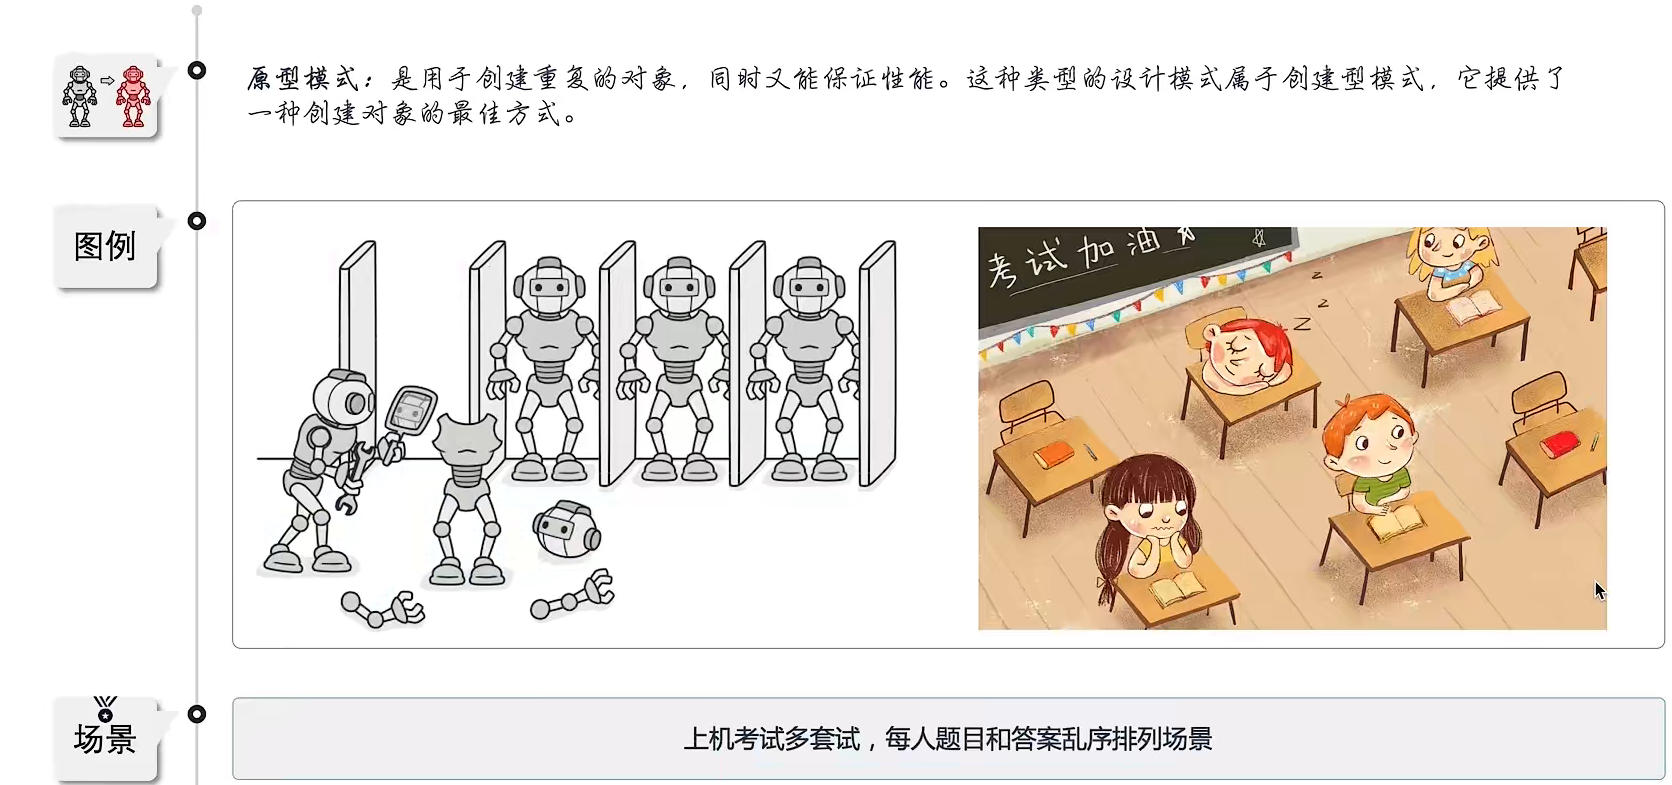 原型模式：是用于创建重复的对象，同时又能保证性能。这种类型的设计模式属于创建型模式，它提供了
一种创建对象的最佳方式。
图例
考试加油
z
z
Z
场景
上机考试多套试，每人题目和答案乱序排列场景